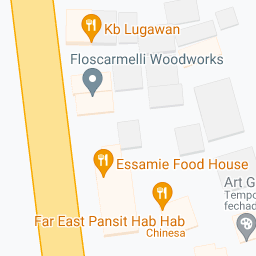 Kb Lugawan
Floscarmelli Woodworks
Essamie Food House
Art G
Tempo
fechad
Far East Pansit Hab Hab
Chinesa